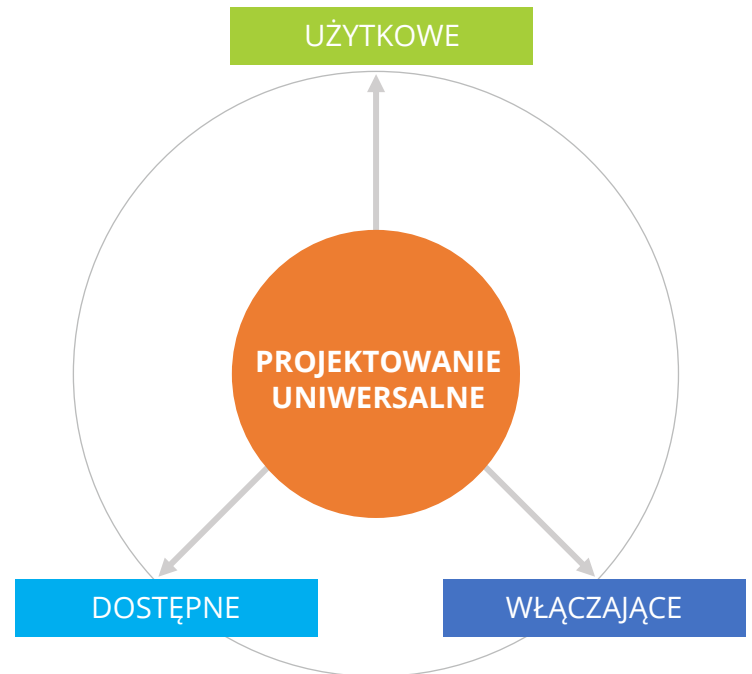 UŻYTKOWE
PROJEKTOWANIE
UNIWERSALNE
DOSTĘPNE
WŁĄCZAJĄCE